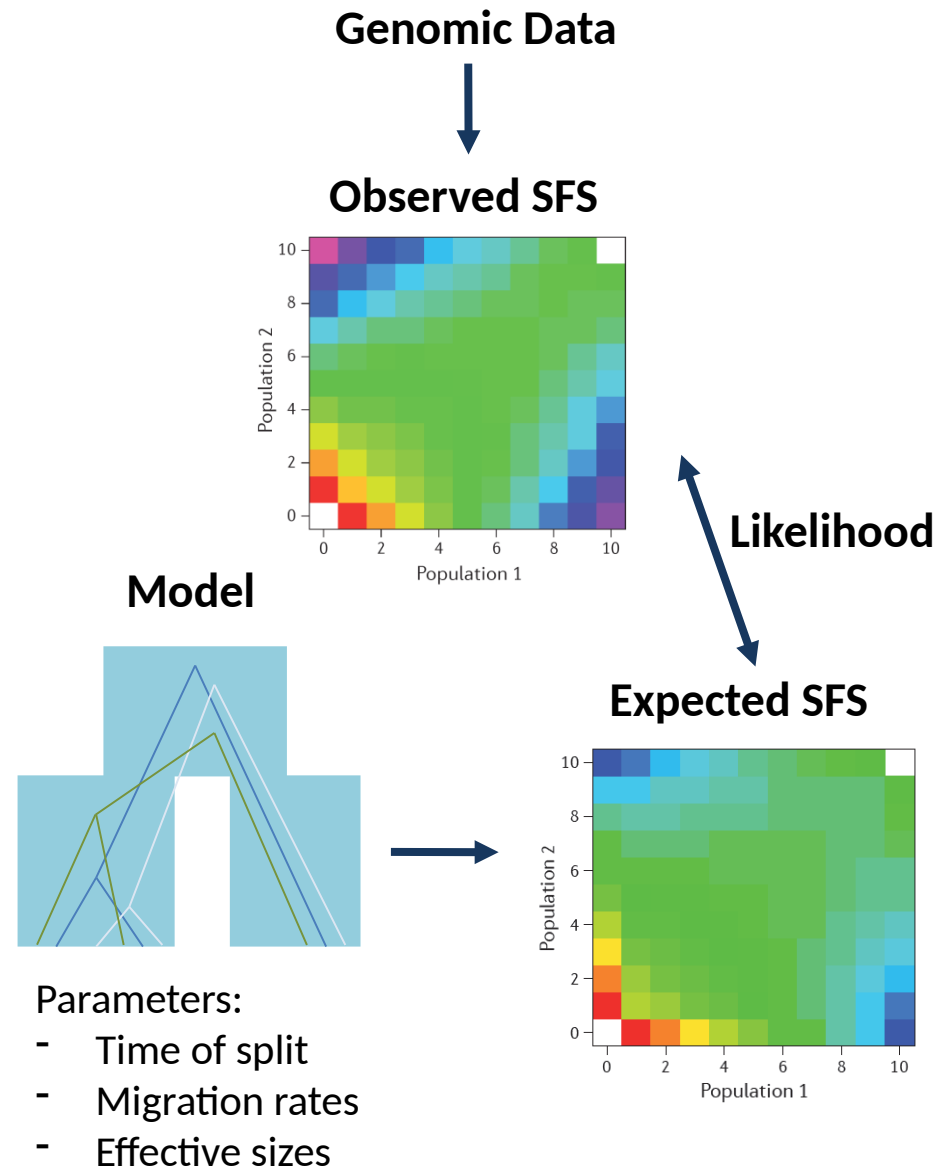 Genomic Data
Observed SFS
10
8
6
4
2
0
Population 2
0 2 4 6 8 10
Population 1
Likelihood
Model
Expected SFS
10
8
6
4
2
0
Population 2
0 2 4 6 8 10
Population 1
Parameters:
- Time of split
- Migration rates
- Effective sizes